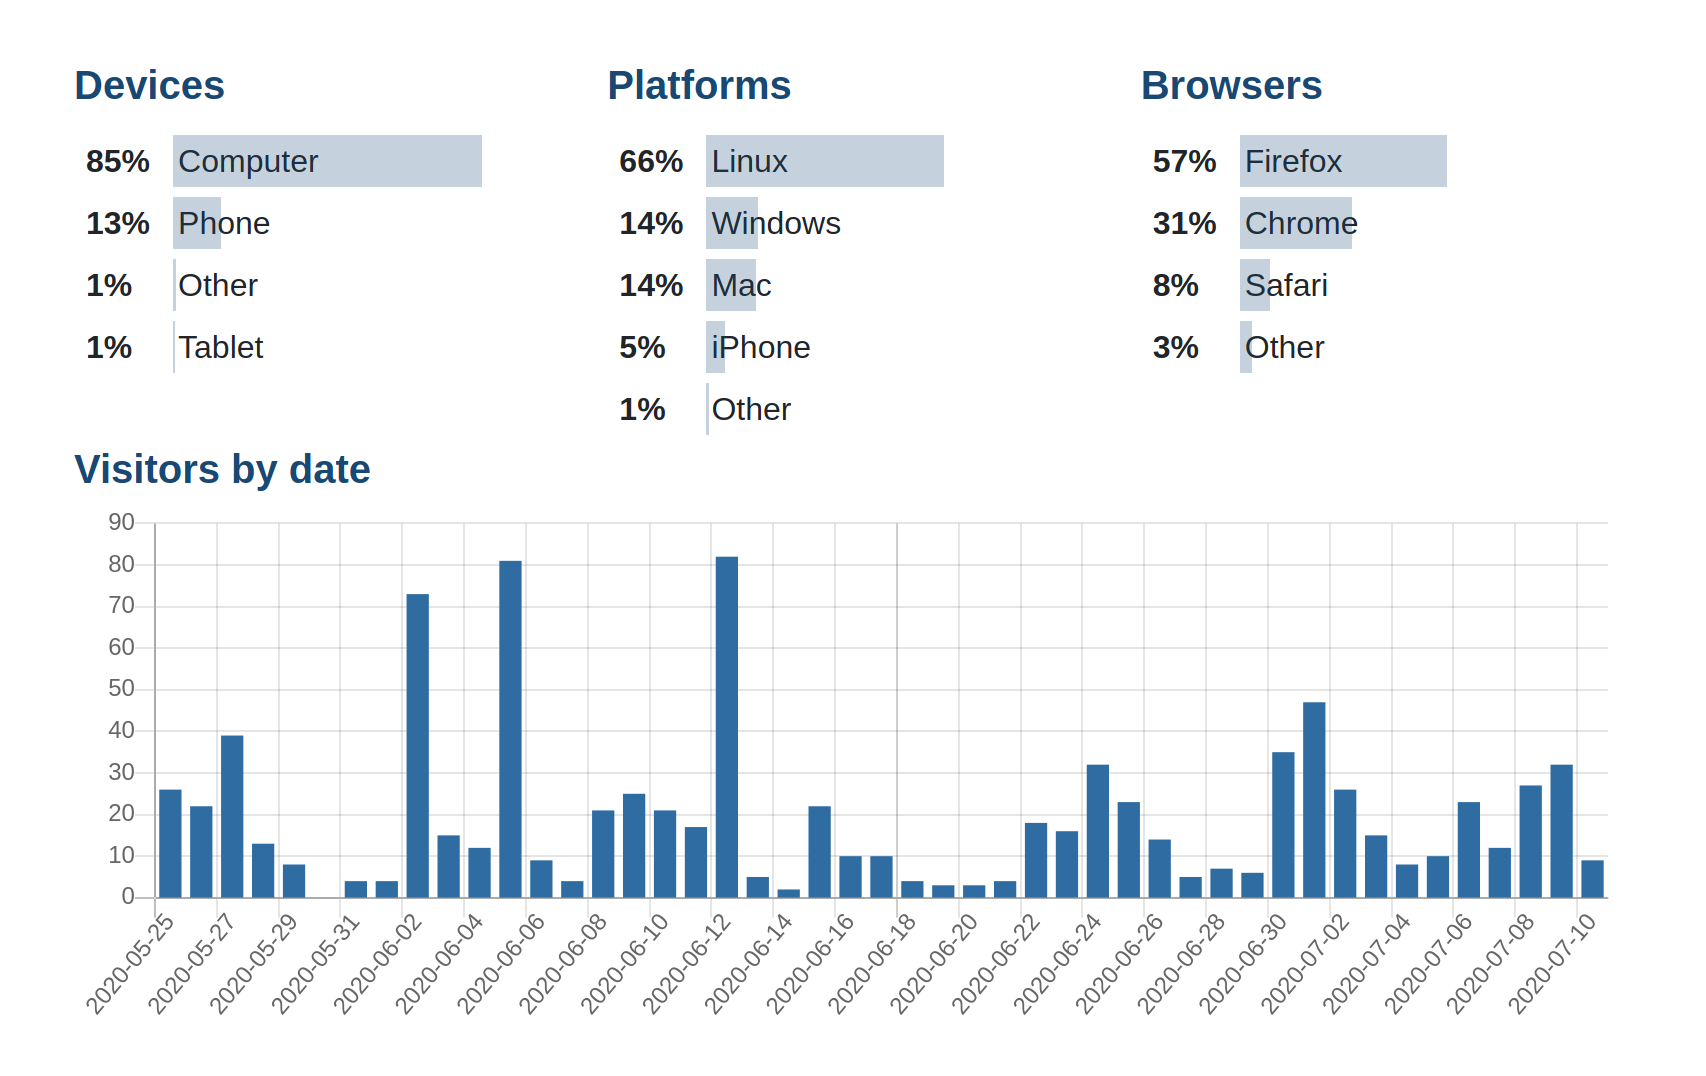 Devices
85% Computer
13% Phone
1% Other
1% Tablet
Platforms
66% Linux
14% Windows
14% Mac
5% iPhone
1% Other
Browsers
57% Firefox
31% Chrome
8% Safari
3% Other
Visitors by date
90
80
70
60
50
40
30
20
10
0
2020-05-25
2020-05-27
2020-05-29
2020-05-31
2020-06-02
2020-06-04
2020-06-06
2020-06-08
2020-06-10
2020-06-12
2020-06-14
2020-06-16
2020-06-18
2020-06-20
2020-06-22
2020-06-24
2020-06-26
2020-06-28
2020-06-30
2020-07-02
2020-07-04
2020-07-06
2020-07-08
2020-07-10